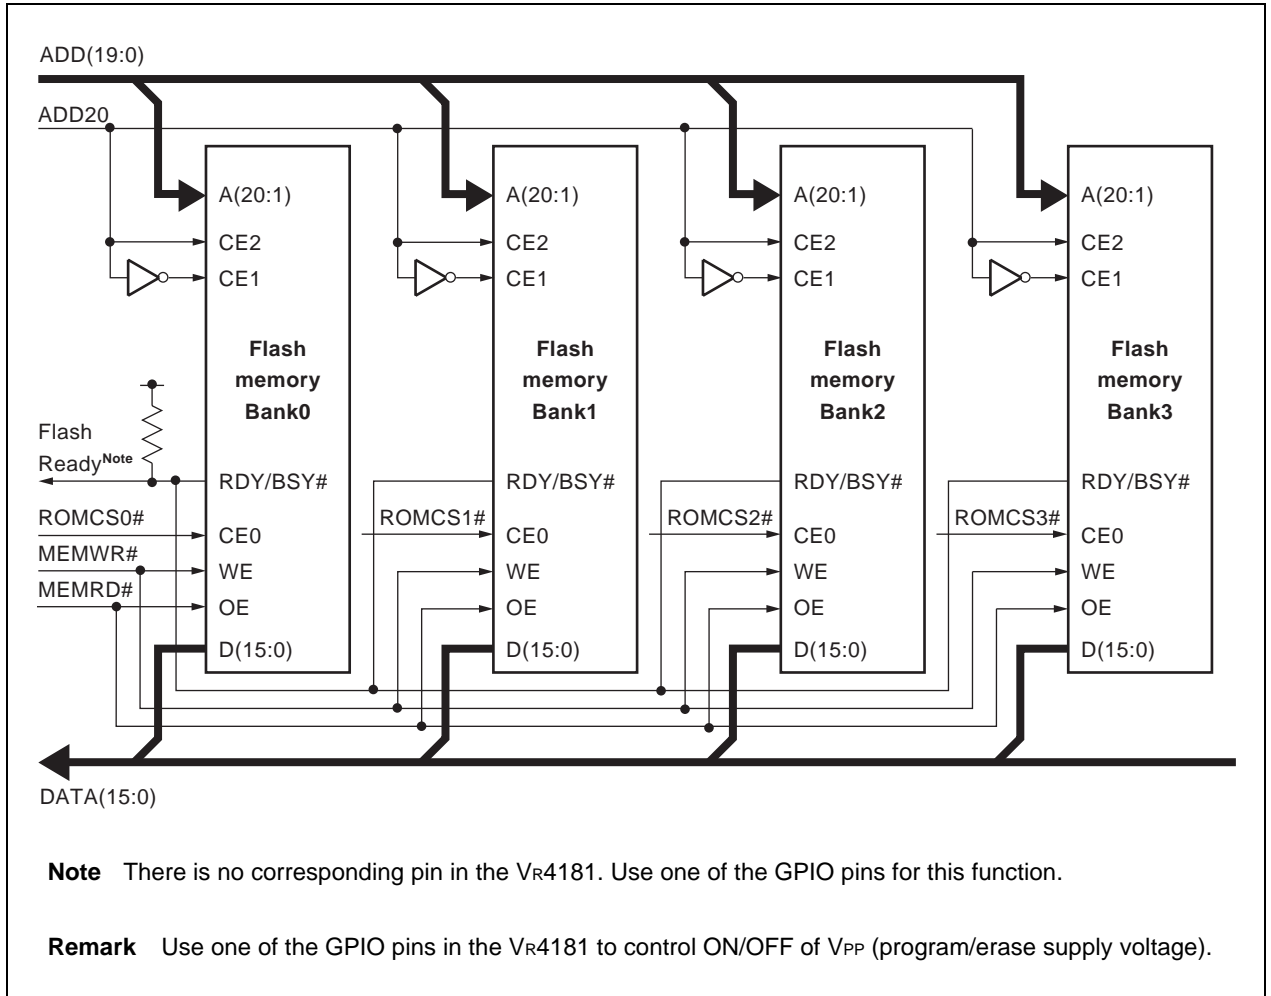 ADD(19:0)
ADD20
A(20:1)
A(20:1)
A(20:1)
A(20:1)
CE2
CE2
CE2
CE2
CE1
CE1
CE1
CE1
Flash
memory
Bank0
Flash
memory
Bank1
Flash
memory
Bank2
Flash
memory
Bank3
Flash
ReadyNote
RDY/BSY#
RDY/BSY#
RDY/BSY#
RDY/BSY#
ROMCS0#
ROMCS1#
ROMCS2#
ROMCS3#
CE0
CE0
CE0
CE0
MEMWR#
WE
WE
WE
WE
MEMRD#
OE
OE
OE
OE
D(15:0)
D(15:0)
D(15:0)
D(15:0)
DATA(15:0)
Note There is no corresponding pin in the VR4181. Use one of the GPIO pins for this function.
Remark Use one of the GPIO pins in the VR4181 to control ON/OFF of VPP (program/erase supply voltage).